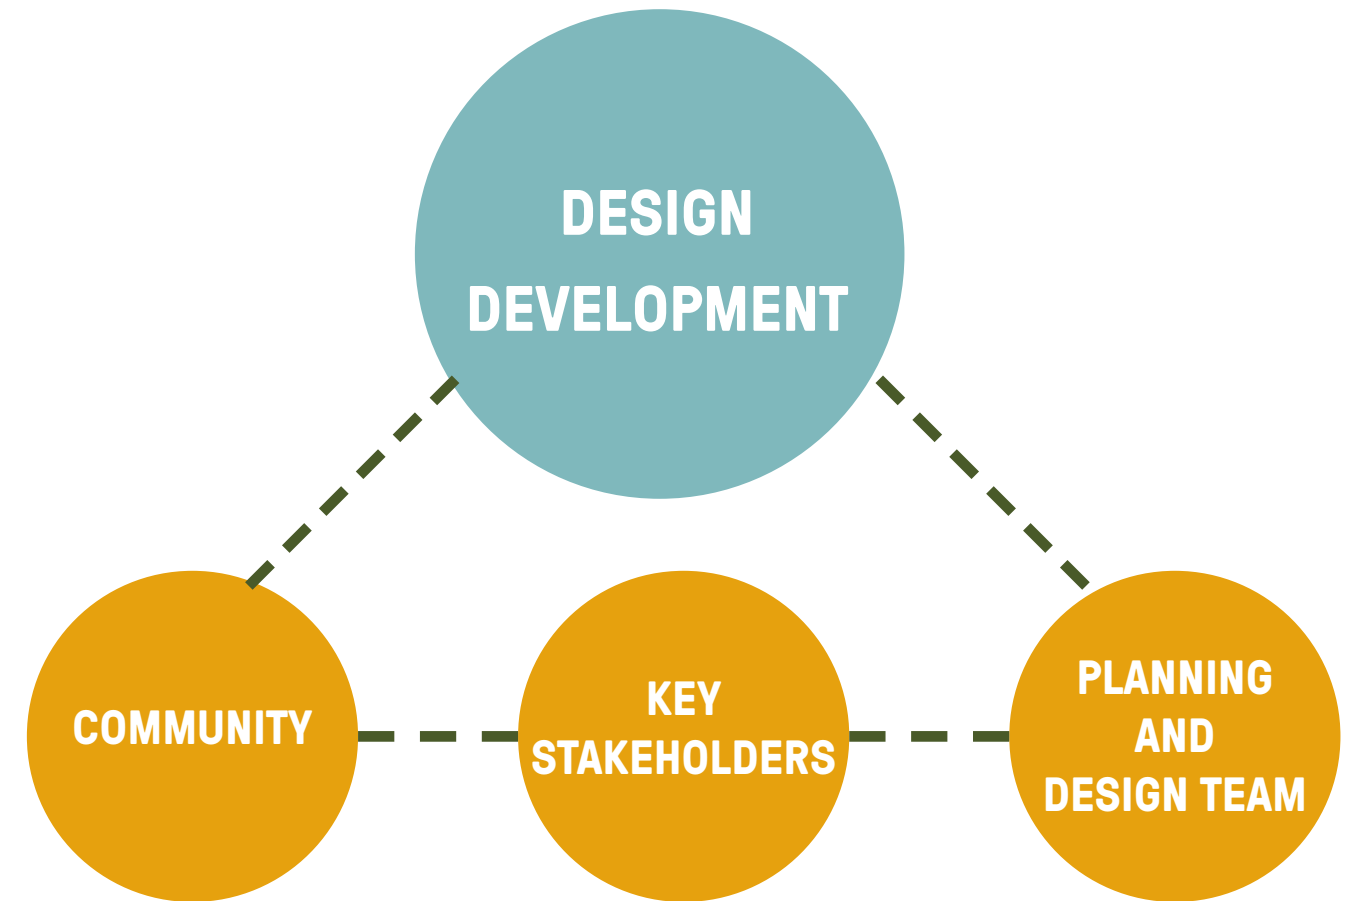 DESIGN
DEVELOPMENT
COMMUNITY
KEY
STAKEHOLDERS
PLANNING
AND
DESIGN TEAM